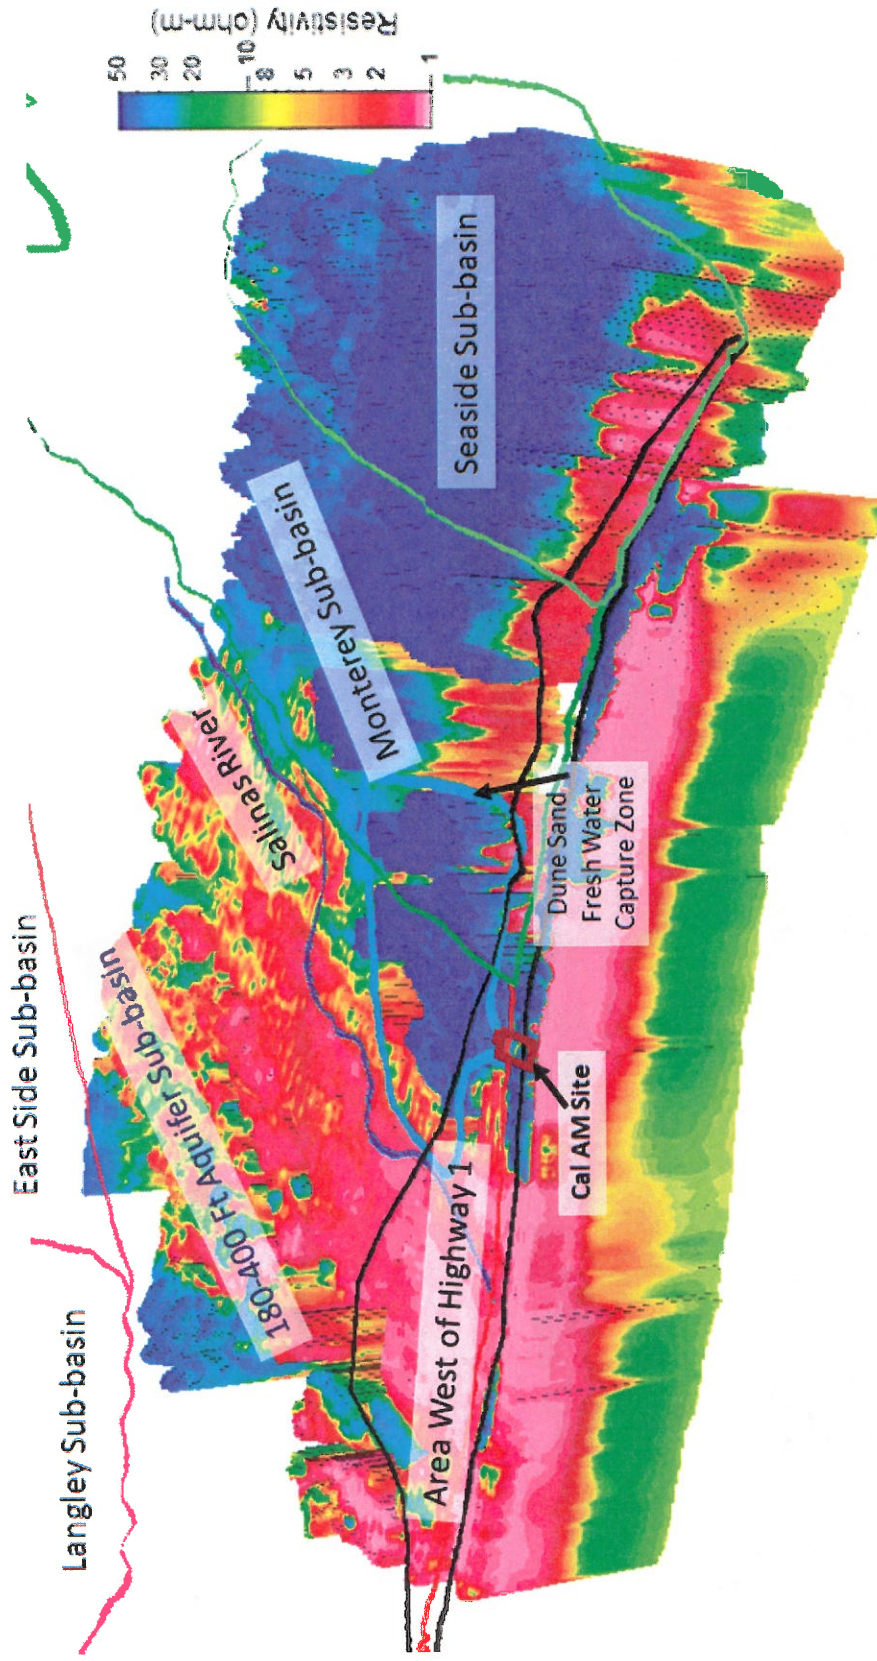 Langley Sub-basin
East Side Sub-basin
180-400 Ft Aquifer Sub-basin
Salinas River
Monterey Sub-basin
Seaside Sub-basin
Area West of Highway 1
Cal AM Site
Dune Sand
Fresh Water
Capture Zone
50
30
20
10
8
5
3
2
1
Resistivity (ohm-m)